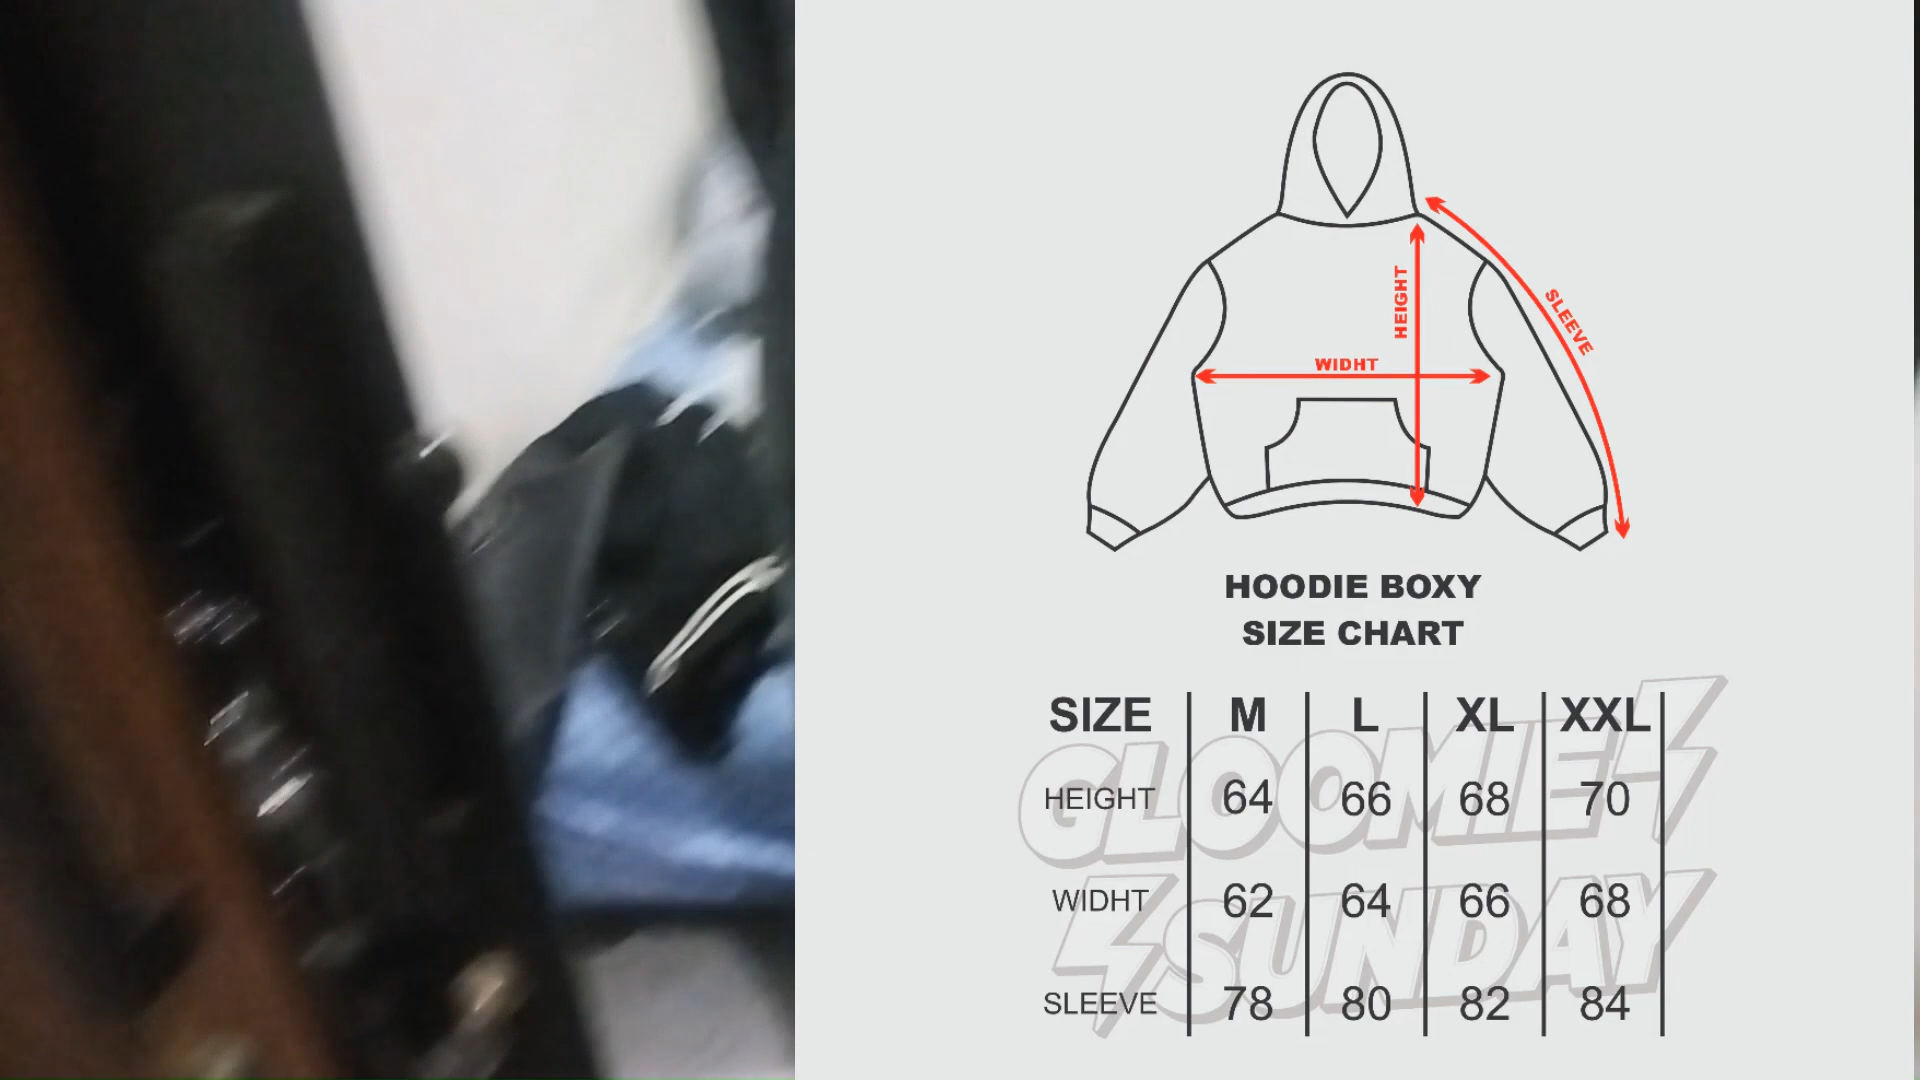 HEIGHT
SLEEVE
WIDHT
HOODIE BOXY
SIZE CHART
SIZE M L XL XXL
HEIGHT 64 66 68 70
WIDHT 62 64 66 68
SLEEVE 78 80 82 84
GLOOMIE
SUNDAY